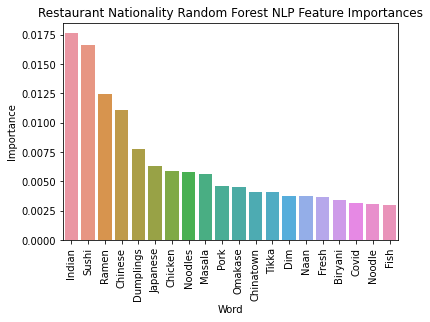 Restaurant Nationality Random Forest NLP Feature Importances
0.0175
0.0150
0.0125
0.0100
0.0075
0.0050
0.0025
0.0000
Importance
Indian
Sushi
Ramen
Chinese
Dumplings
Japanese
Chicken
Noodles
Masala
Pork
Omakase
Chinatown
Tikka
Dim
Naan
Fresh
Biryani
Covid
Noodle
Fish
Word